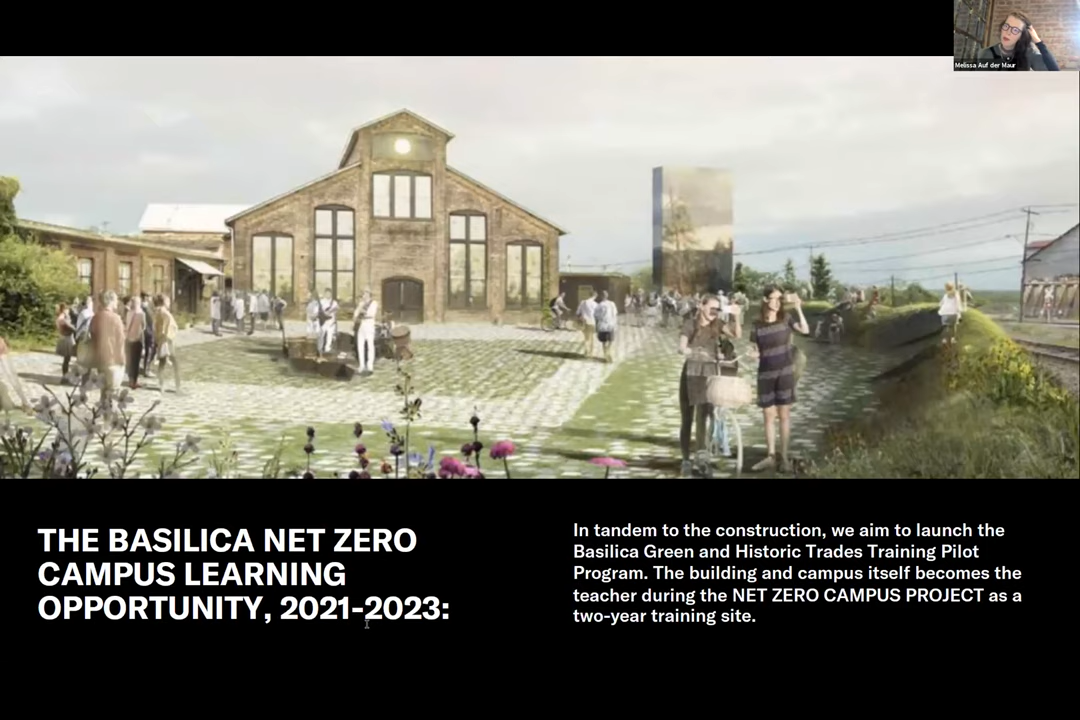 Melissa Auf der Maur
THE BASILICA NET ZERO
CAMPUS LEARNING
OPPORTUNITY, 2021-2023:
In tandem to the construction, we aim to launch the
Basilica Green and Historic Trades Training Pilot
Program. The building and campus itself becomes the
teacher during the NET ZERO CAMPUS PROJECT as a
two-year training site.